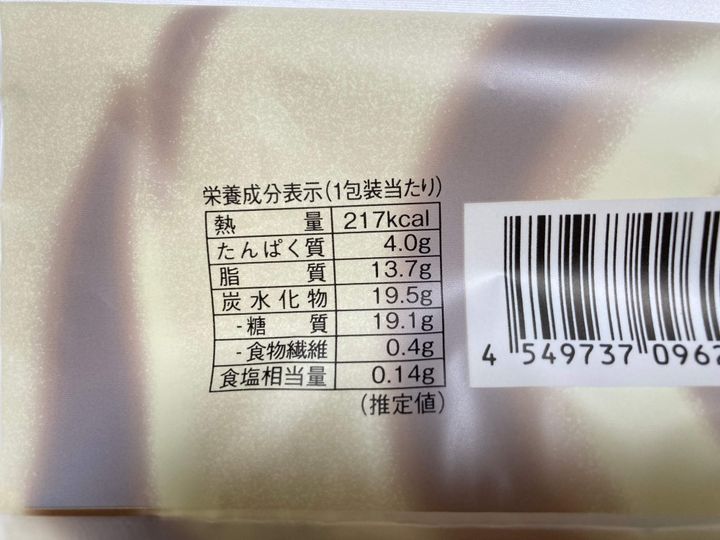 栄養成分表示(1包装当たり)
熱量 217kcal
たんぱく質 4.0g
脂質 13.7g
炭水化物 19.5g
-糖質 19.1g
-食物繊維 0.4g
食塩相当量 0.14g
(推定値)
4 549737 0962